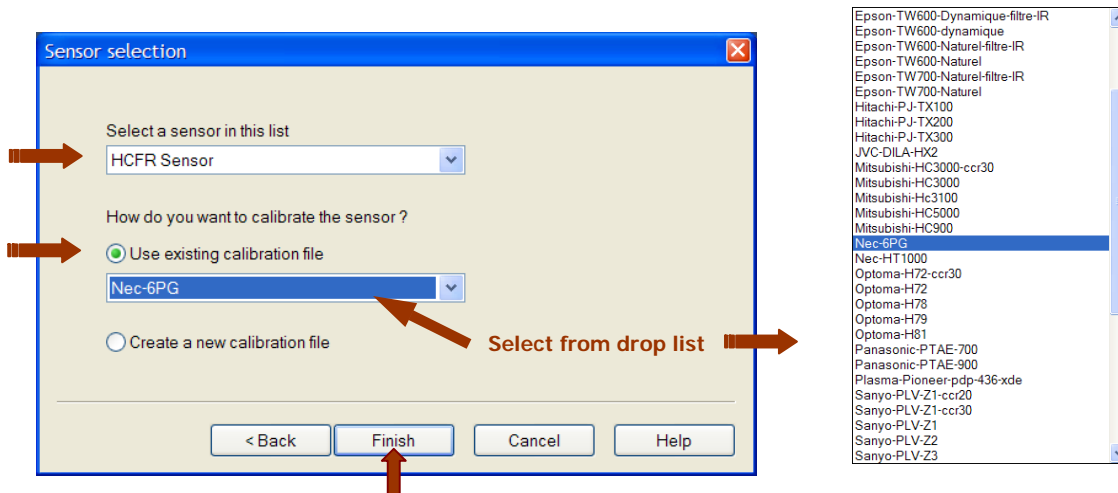 Sensor selection
Select a sensor in this list
HCFR Sensor
How do you want to calibrate the sensor ?
Use existing calibration file
Nec-6PG
Create a new calibration file
Select from drop list
< Back
Finish
Cancel
Help
Epson-TW600-Dynamique-filtre-IR
Epson-TW600-dynamique
Epson-TW600-Naturel-filtre-IR
Epson-TW600-Naturel
Epson-TW700-Naturel-filtre-IR
Epson-TW700-Naturel
Hitachi-PJ-TX100
Hitachi-PJ-TX200
Hitachi-PJ-TX300
JVC-DILA-HX2
Mitsubishi-HC3000-ccr30
Mitsubishi-HC3000
Mitsubishi-Hc3100
Mitsubishi-HC5000
Mitsubishi-HC900
Nec-6PG
Nec-HT1000
Optoma-H72-ccr30
Optoma-H72
Optoma-H78
Optoma-H79
Optoma-H81
Panasonic-PTAE-700
Panasonic-PTAE-900
Plasma-Pioneer-pdp-436-xde
Sanyo-PLV-Z1-ccr20
Sanyo-PLV-Z1-ccr30
Sanyo-PLV-Z1
Sanyo-PLV-Z2
Sanyo-PLV-Z3